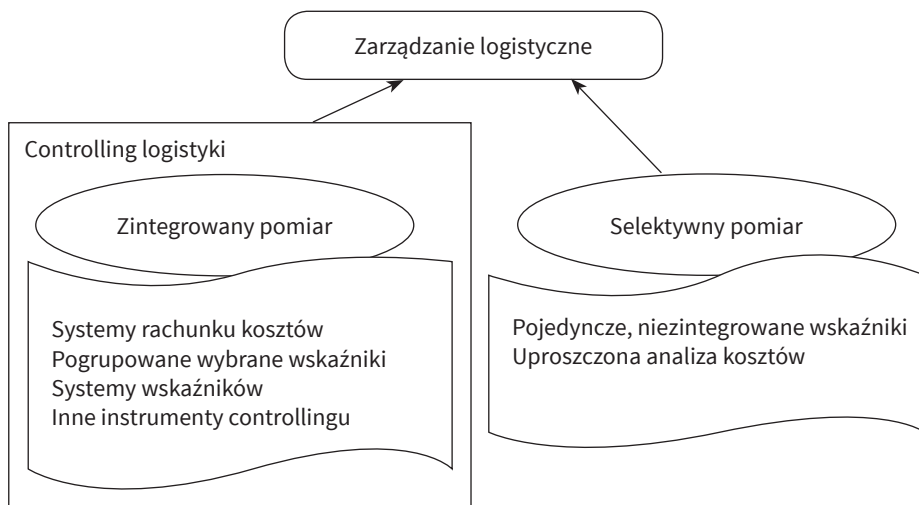 Zarządzanie logistyczne
Controlling logistyki
Zintegrowany pomiar
Systemy rachunku kosztów
Pogrupowane wybrane wskaźniki
Systemy wskaźników
Inne instrumenty controllingu
Selektywny pomiar
Pojedyncze, niezintegrowane wskaźniki
Uproszczona analiza kosztów